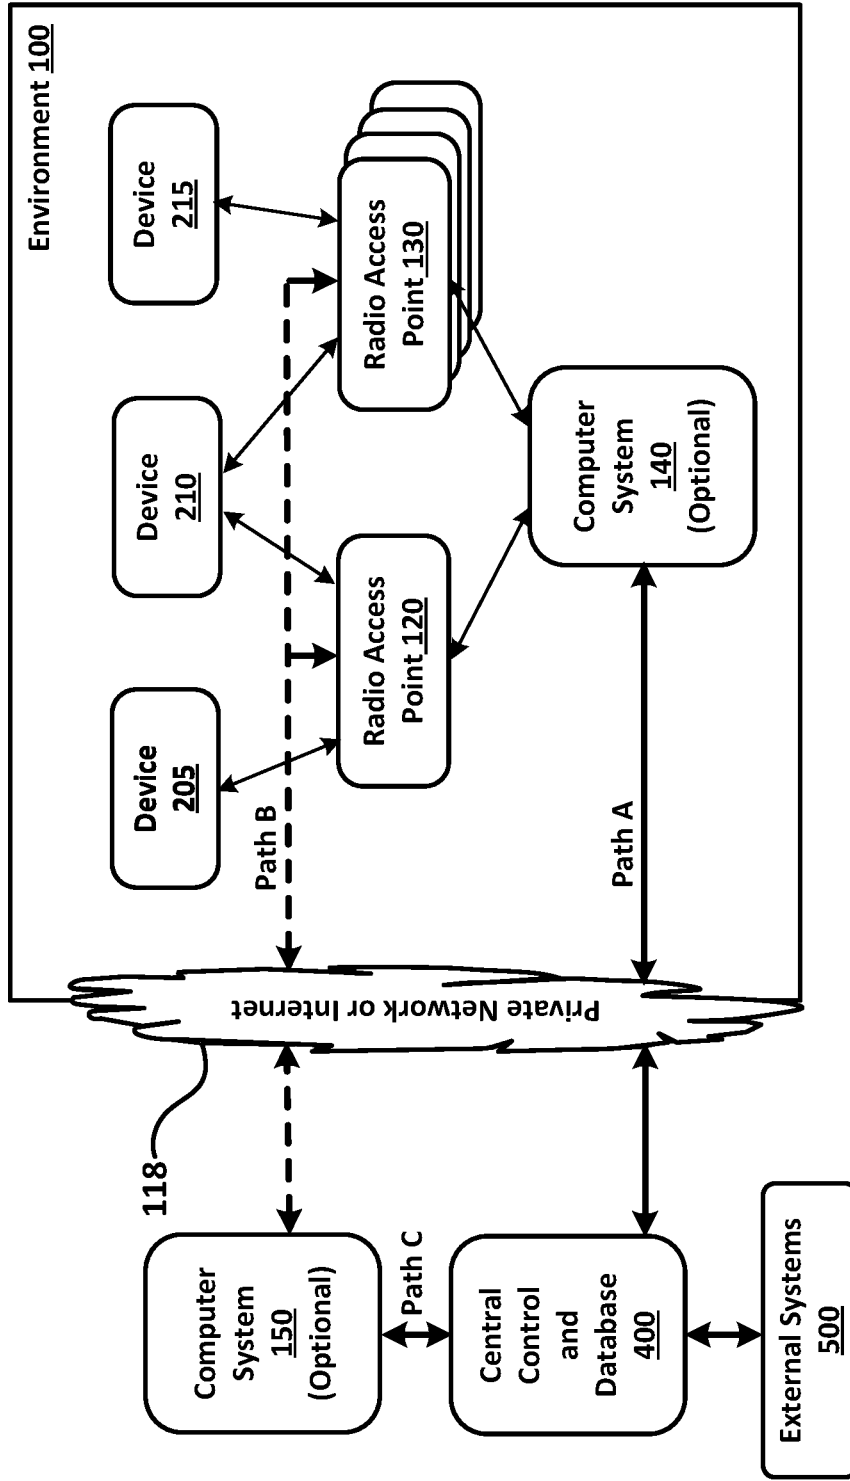 Environment 100
Device
205
Device
210
Device
215
Path B
Radio Access
Point 120
Radio Access
Point 130
Computer
System
140
(Optional)
Path A
Private Network or Internet
118
Computer
System
150
(Optional)
Path C
Central
Control
and
Database
400
External Systems
500